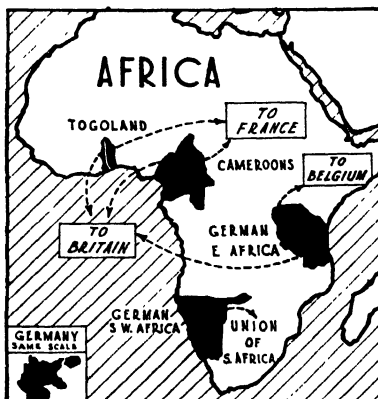 AFRICA
TOGOLAND
TO
FRANCE
CAMEROONS
TO
BELGIUM
TO
BRITAIN
GERMAN
E. AFRICA
GERMAN
S.W. AFRICA
UNION
OF
S. AFRICA
GERMANY
SAME SCALE